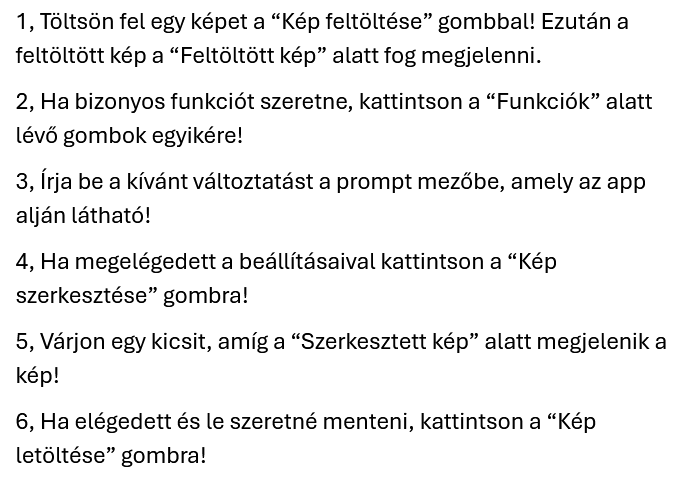 1, Töltsön fel egy képet a “Kép feltöltése” gombbal! Ezután a
feltöltött kép a “Feltöltött kép” alatt fog megjelenni.
2, Ha bizonyos funkciót szeretne, kattintson a “Funkciók” alatt
lévő gombok egyikére!
3, Írja be a kívánt változtatást a prompt mezőbe, amely az app
alján látható!
4, Ha megelégedett a beállításaival kattintson a “Kép
szerkesztése” gombra!
5, Várjon egy kicsit, amíg a “Szerkesztett kép” alatt megjelenik a
kép!
6, Ha elégedett és le szeretné menteni, kattintson a “Kép
letöltése” gombra!